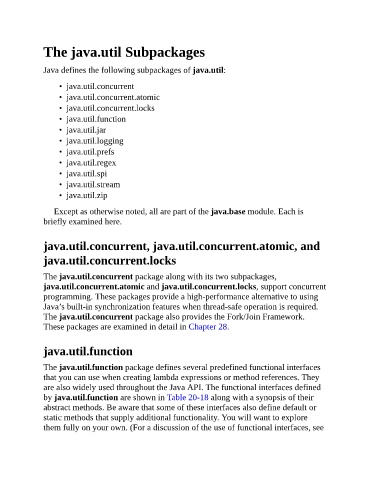 The java.util Subpackages
Java defines the following subpackages of java.util:
• java.util.concurrent
• java.util.concurrent.atomic
• java.util.concurrent.locks
• java.util.function
• java.util.jar
• java.util.logging
• java.util.prefs
• java.util.regex
• java.util.spi
• java.util.stream
• java.util.zip
Except as otherwise noted, all are part of the java.base module. Each is
briefly examined here.
java.util.concurrent, java.util.concurrent.atomic, and
java.util.concurrent.locks
The java.util.concurrent package along with its two subpackages,
java.util.concurrent.atomic and java.util.concurrent.locks, support concurrent
programming. These packages provide a high-performance alternative to using
Java’s built-in synchronization features when thread-safe operation is required.
The java.util.concurrent package also provides the Fork/Join Framework.
These packages are examined in detail in Chapter 28.
java.util.function
The java.util.function package defines several predefined functional interfaces
that you can use when creating lambda expressions or method references. They
are also widely used throughout the Java API. The functional interfaces defined
by java.util.function are shown in Table 20-18 along with a synopsis of their
abstract methods. Be aware that some of these interfaces also define default or
static methods that supply additional functionality. You will want to explore
them fully on your own. (For a discussion of the use of functional interfaces, see